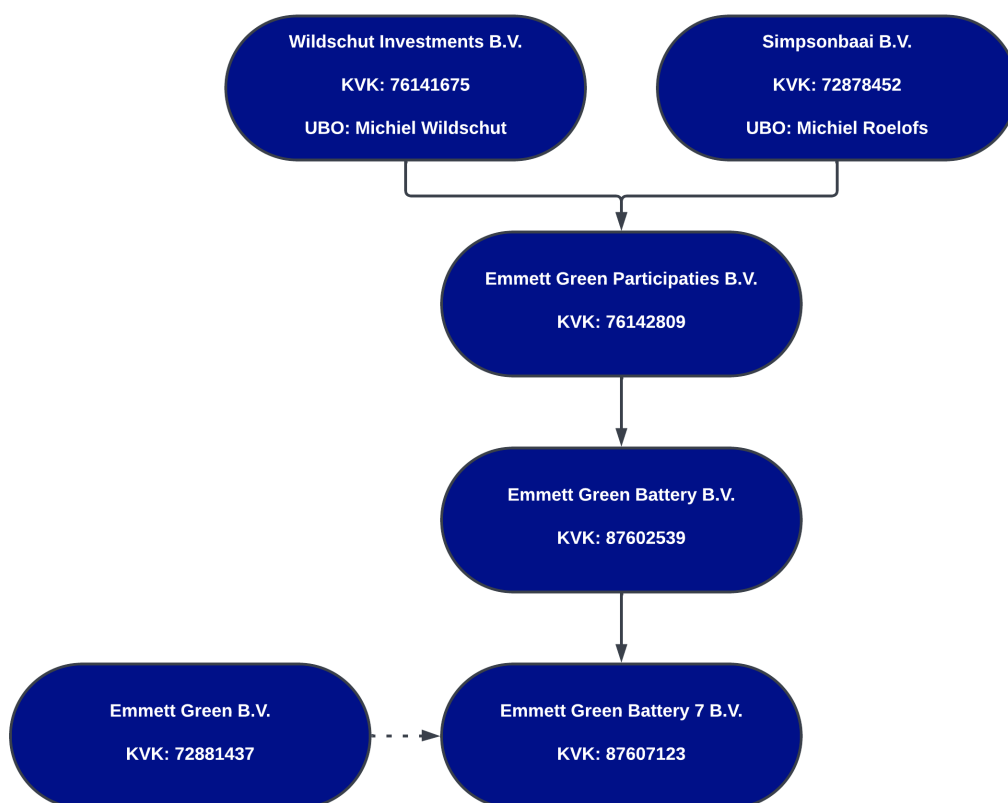 Wildschut Investments B.V.
KVK: 76141675
UBO: Michiel Wildschut
Simpsonbaai B.V.
KVK: 72878452
UBO: Michiel Roelofs
Emmett Green Participaties B.V.
KVK: 76142809
Emmett Green Battery B.V.
KVK: 87602539
Emmett Green B.V.
KVK: 72881437
Emmett Green Battery 7 B.V.
KVK: 87607123